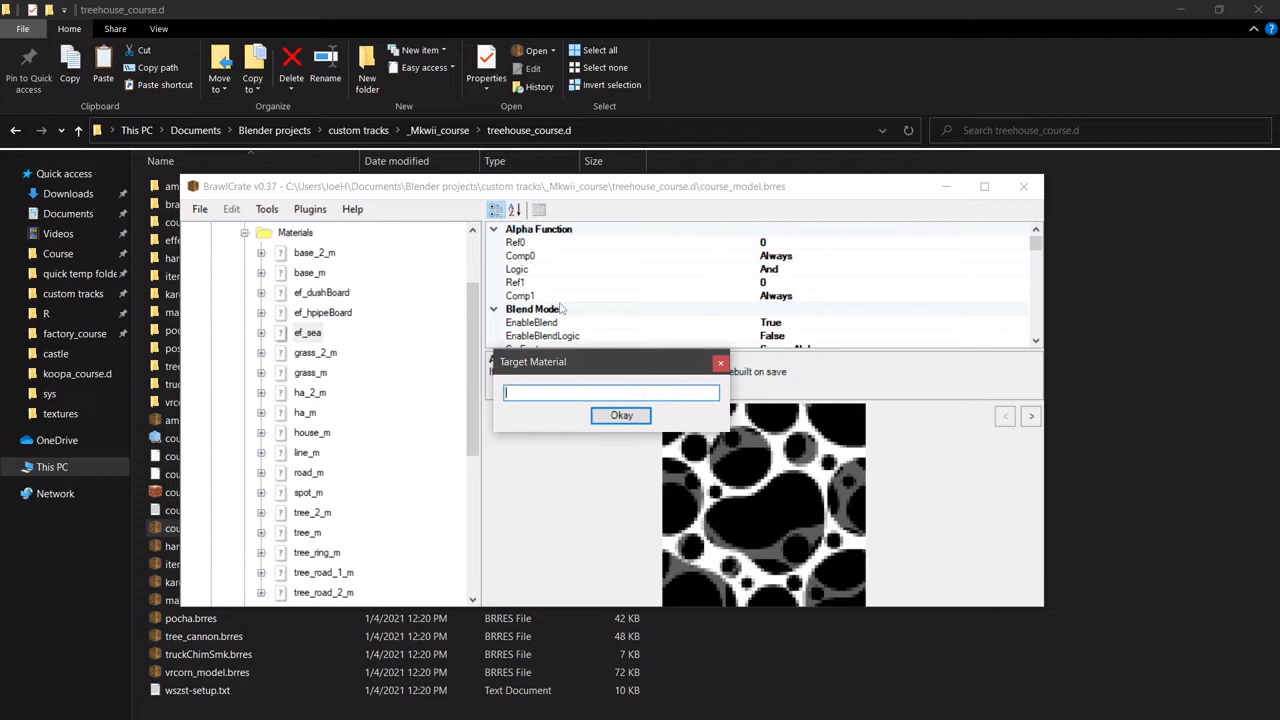 treehouse_course.d
File Home Share View
Pin to Quick access
Copy
Paste
Cut
Copy path
Paste shortcut
Clipboard
Move to
Copy to
Delete
Rename
Organize
New folder
New item
Easy access
New
Properties
Open
Edit
History
Open
Select all
Select none
Invert selection
Select
This PC > Documents > Blender projects > custom tracks > _Mkwii_course > treehouse_course.d
Search treehouse_course.d
Name Date modified Type Size
Quick access
Downloads
Documents
Videos
Course
quick temp folde
custom tracks
R
factory_course
castle
koopa_course.d
sys
textures
OneDrive
This PC
Network
BrawlCrate v0.37 - C:\Users\JoeH\Documents\Blender projects\custom tracks\_Mkwii_course\treehouse_course.d\course_model.brres
File Edit Tools Plugins Help
Materials
base_2_m
base_m
ef_dushBoard
ef_hpipeBoard
ef_sea
grass_2_m
grass_m
ha_2_m
ha_m
house_m
line_m
road_m
spot_m
tree_2_m
tree_m
tree_ring_m
tree_road_1_m
tree_road_2_m
Alpha Function
Ref0 0
Comp0 Always
Logic And
Ref1 0
Comp1 Always
Blend Mode
EnableBlend True
EnableBlendLogic False
Target Material
Okay
ebuilt on save
< >
pocha.brres 1/4/2021 12:20 PM BRRES File 42 KB
tree_cannon.brres 1/4/2021 12:20 PM BRRES File 48 KB
truckChimSmk.brres 1/4/2021 12:20 PM BRRES File 7 KB
vrcorn_model.brres 1/4/2021 12:20 PM BRRES File 72 KB
wszst-setup.txt 1/4/2021 12:20 PM Text Document 10 KB